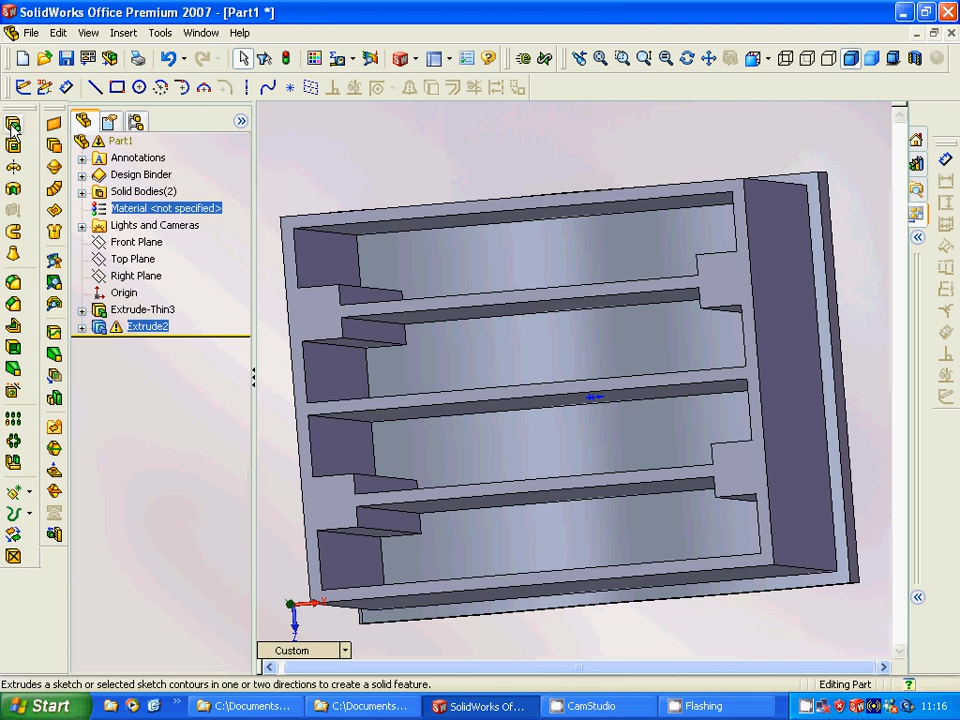 SolidWorks Office Premium 2007 - [Part1 *]
File Edit View Insert Tools Window Help
Part1
Annotations
Design Binder
Solid Bodies(2)
Material <not specified>
Lights and Cameras
Front Plane
Top Plane
Right Plane
Origin
Extrude-Thin3
Extrude2
Custom
Extrudes a sketch or selected sketch contours in one or two directions to create a solid feature.
Editing Part
Start
C:\Documents...
C:\Documents...
SolidWorks Of...
CamStudio
Flashing
11:16